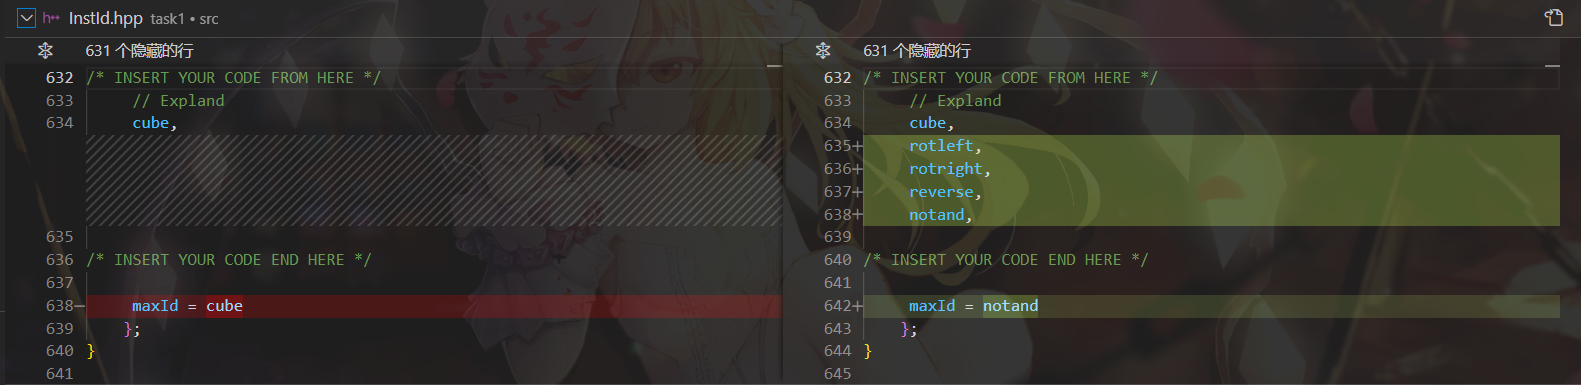 InstId.hpp task1 • src
631 个隐藏的行
632 /* INSERT YOUR CODE FROM HERE */
633 // Expland
634 cube,
635
636 /* INSERT YOUR CODE END HERE */
637
638− maxId = cube
639 };
640 }
641
631 个隐藏的行
632 /* INSERT YOUR CODE FROM HERE */
633 // Expland
634 cube,
635+ rotleft,
636+ rotright,
637+ reverse,
638+ notand,
639
640 /* INSERT YOUR CODE END HERE */
641
642+ maxId = notand
643 };
644 }
645